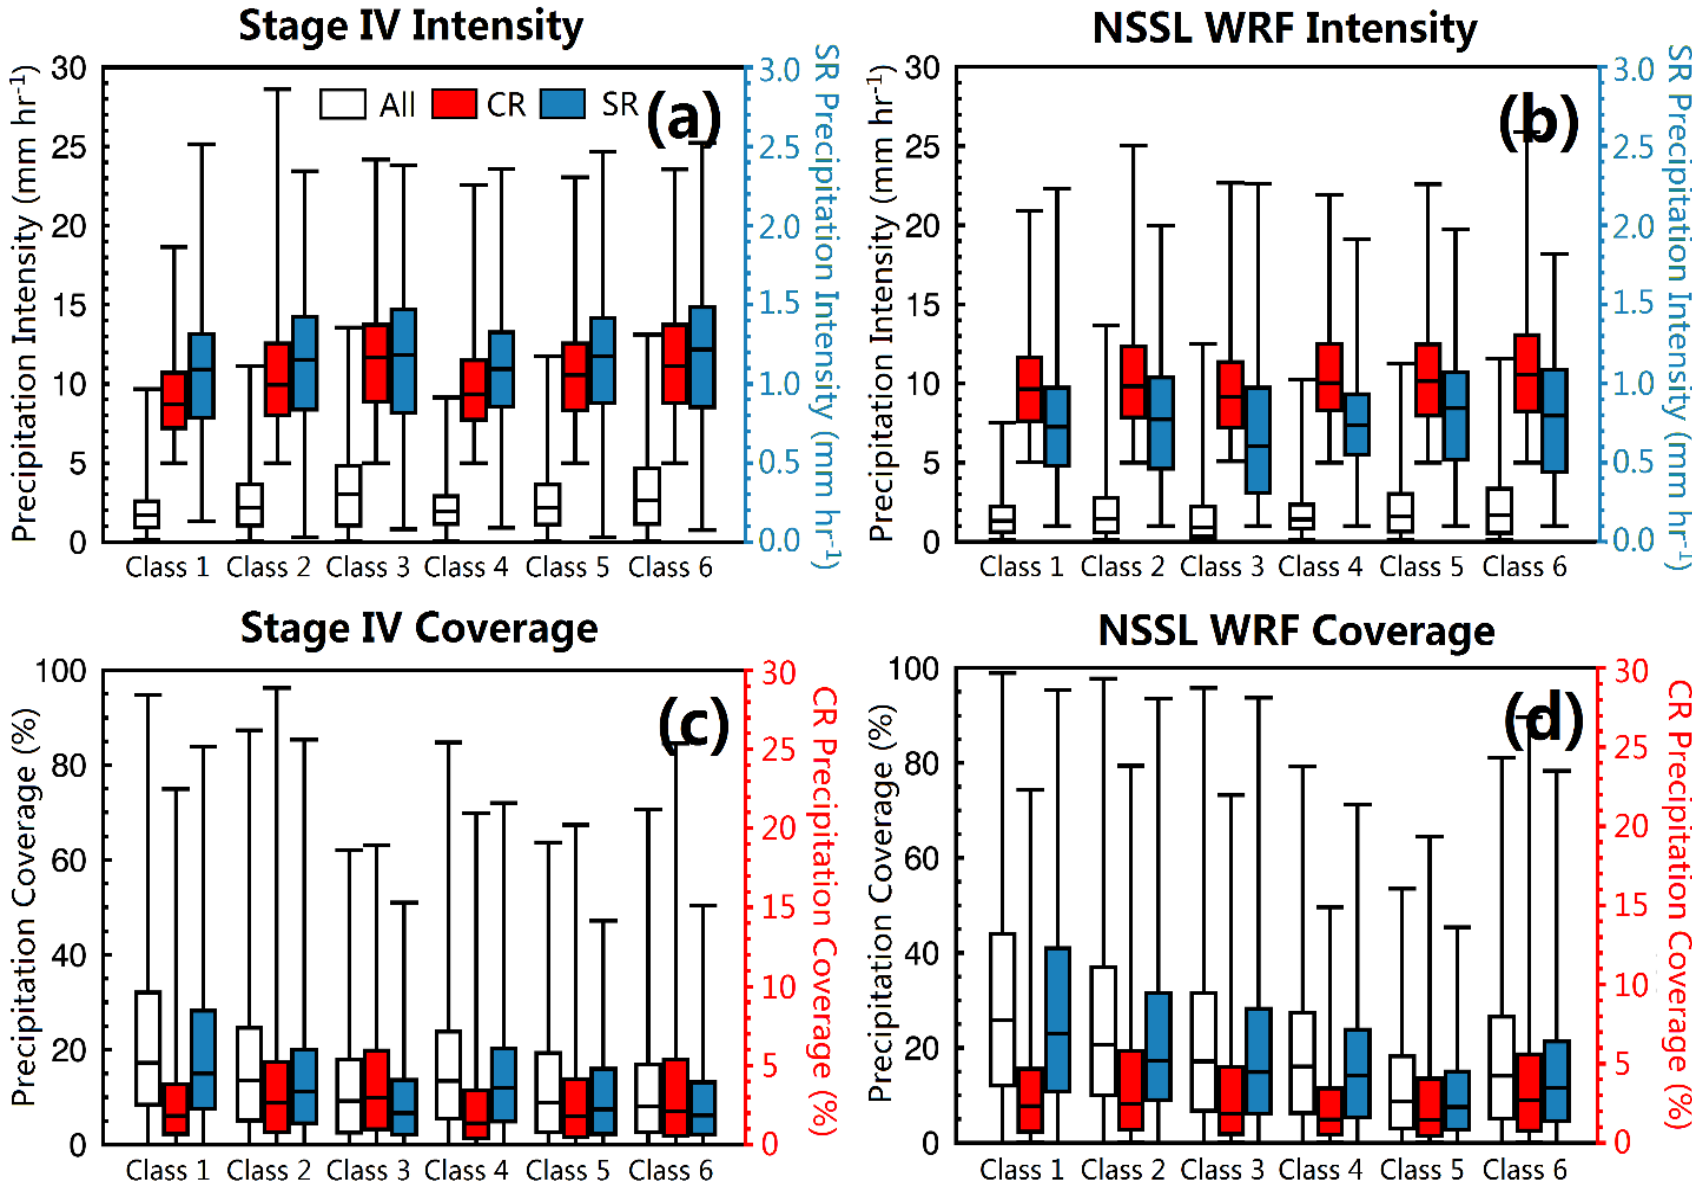 Stage IV Intensity
Precipitation Intensity (mm hr-1)
30
25
20
15
10
5
0
All CR SR
(a)
3.0
2.5
2.0
1.5
1.0
0.5
0.0
SR Precipitation Intensity (mm hr-1)
Class 1 Class 2 Class 3 Class 4 Class 5 Class 6
NSSL WRF Intensity
Precipitation Intensity (mm hr-1)
30
25
20
15
10
5
0
(b)
3.0
2.5
2.0
1.5
1.0
0.5
0.0
SR Precipitation Intensity (mm hr-1)
Class 1 Class 2 Class 3 Class 4 Class 5 Class 6
Stage IV Coverage
Precipitation Coverage (%)
100
80
60
40
20
0
(c)
30
25
20
15
10
5
0
CR Precipitation Coverage (%)
Class 1 Class 2 Class 3 Class 4 Class 5 Class 6
NSSL WRF Coverage
Precipitation Coverage (%)
100
80
60
40
20
0
(d)
30
25
20
15
10
5
0
CR Precipitation Coverage (%)
Class 1 Class 2 Class 3 Class 4 Class 5 Class 6